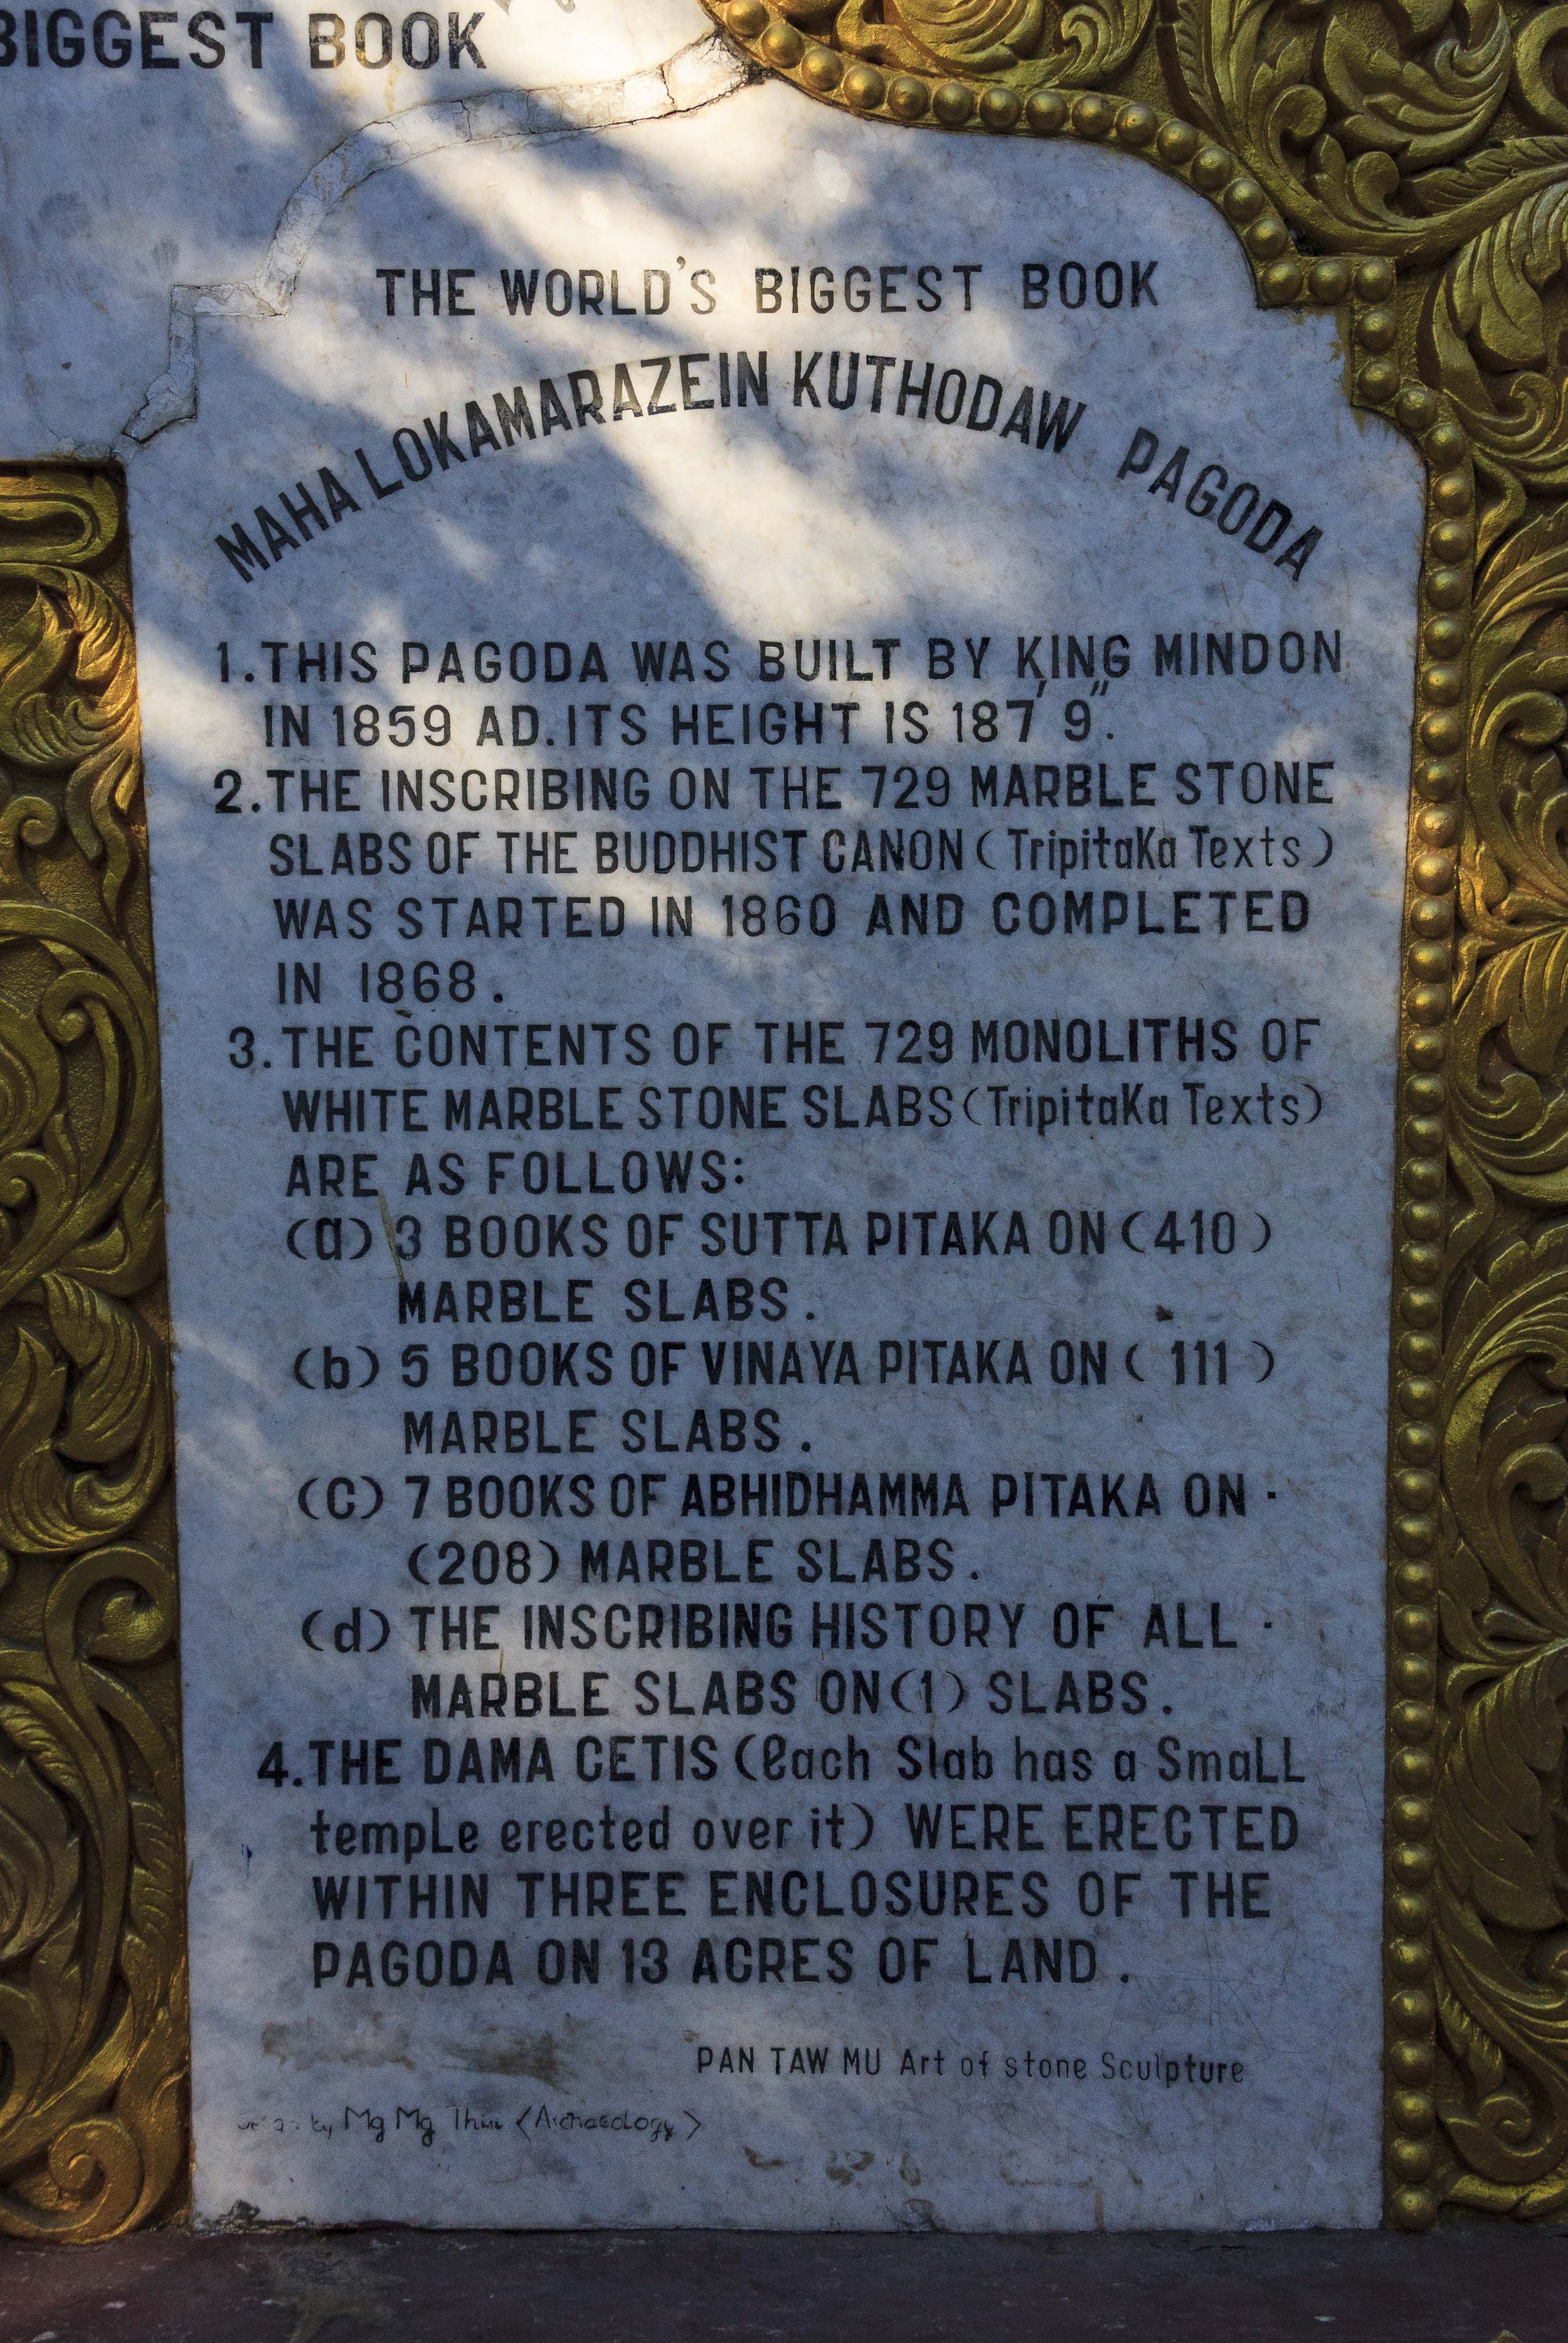 BIGGEST BOOK
THE WORLD'S BIGGEST BOOK
MAHA LOKAMARAZEIN KUTHODAW PAGODA
1. THIS PAGODA WAS BUILT BY KING MINDON
IN 1859 AD. ITS HEIGHT IS 187' 9".
2. THE INSCRIBING ON THE 729 MARBLE STONE
SLABS OF THE BUDDHIST CANON (TripitaKa Texts)
WAS STARTED IN 1860 AND COMPLETED
IN 1868.
3. THE CONTENTS OF THE 729 MONOLITHS OF
WHITE MARBLE STONE SLABS (TripitaKa Texts)
ARE AS FOLLOWS:
(a) 3 BOOKS OF SUTTA PITAKA ON (410)
MARBLE SLABS.
(b) 5 BOOKS OF VINAYA PITAKA ON (111)
MARBLE SLABS.
(C) 7 BOOKS OF ABHIDHAMMA PITAKA ON ·
(208) MARBLE SLABS.
(d) THE INSCRIBING HISTORY OF ALL ·
MARBLE SLABS ON (1) SLABS.
4. THE DAMA CETIS (each Slab has a SmaLL
tempLe erected over it) WERE ERECTED
WITHIN THREE ENCLOSURES OF THE
PAGODA ON 13 ACRES OF LAND.
PAN TAW MU Art of stone Sculpture
by Mg Mg <Archaeology>